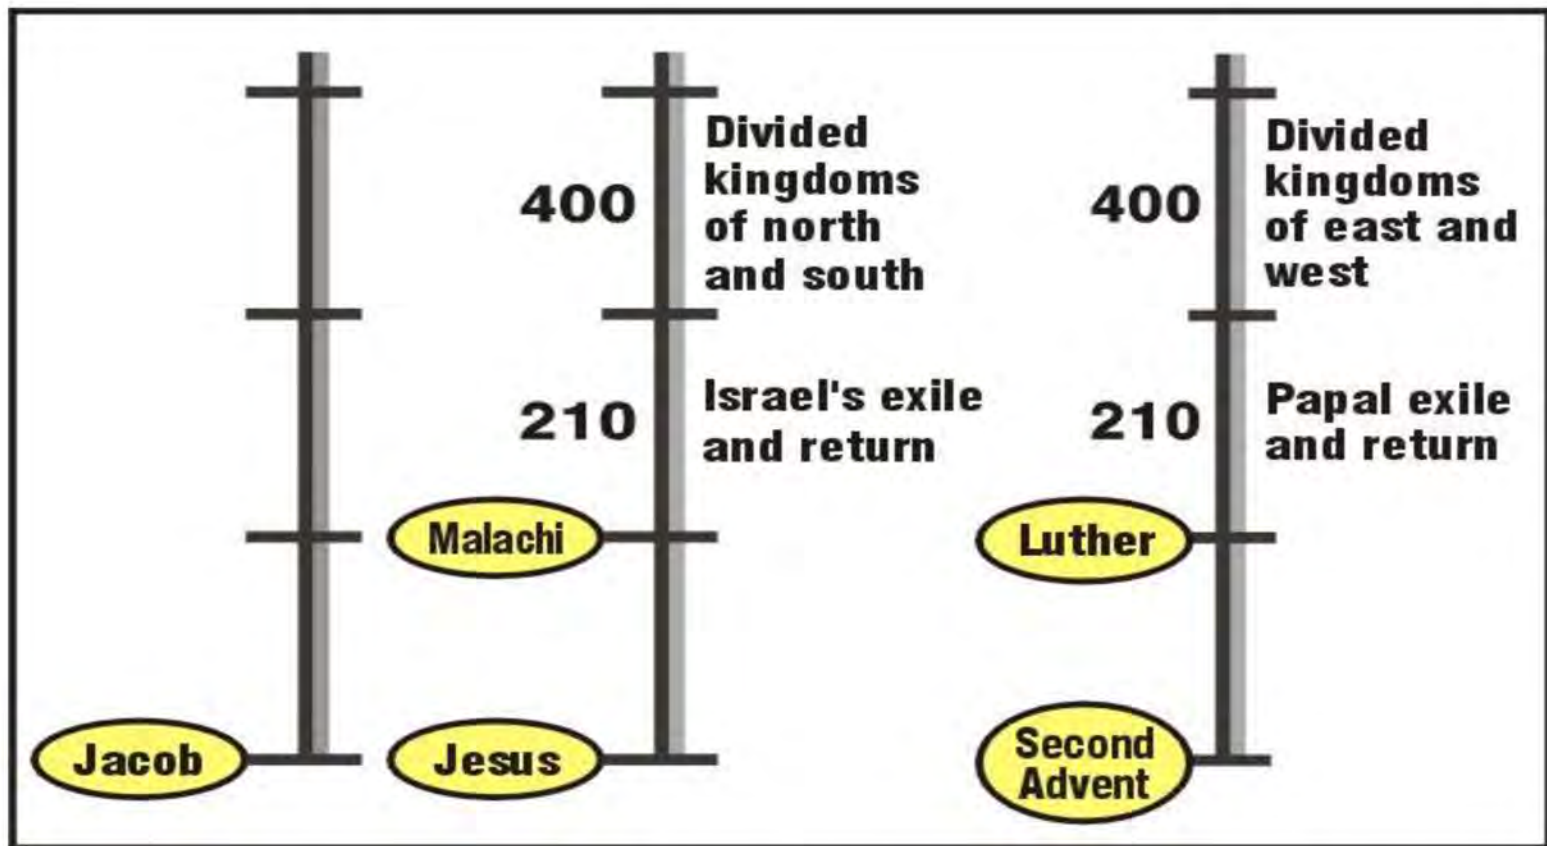 Divided
kingdoms
of north
and south
400
Divided
kingdoms
of east and
west
400
Israel's exile
and return
210
Papal exile
and return
210
Malachi
Luther
Jacob
Jesus
Second
Advent